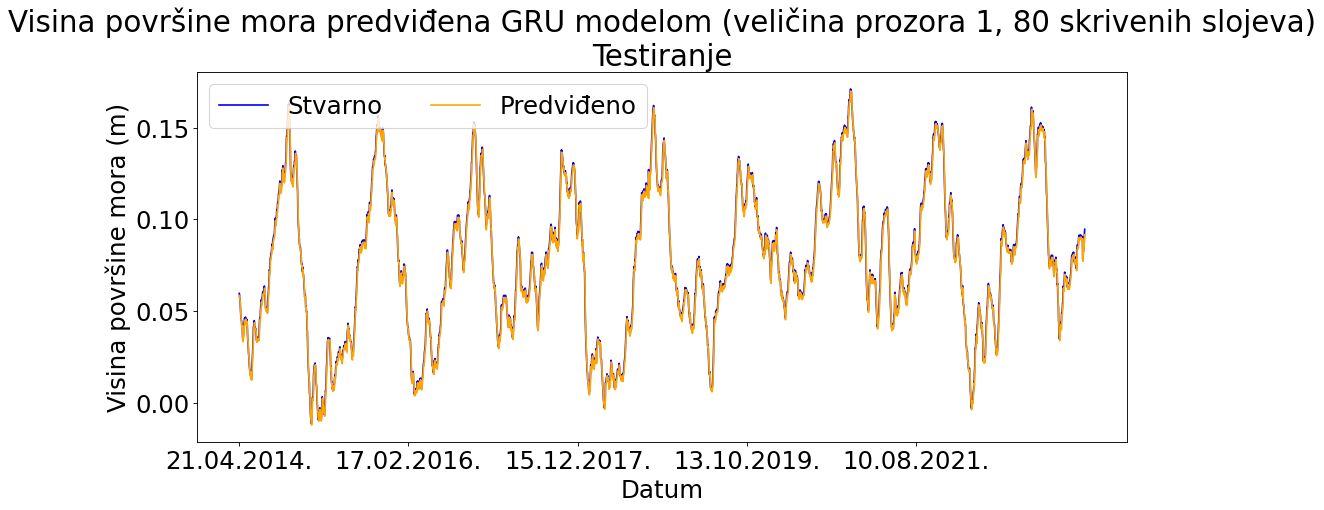 Visina površine mora predviđena GRU modelom (veličina prozora 1, 80 skrivenih slojeva)
Testiranje
Stvarno Predviđeno
Visina površine mora (m)
0.15
0.10
0.05
0.00
21.04.2014. 17.02.2016. 15.12.2017. 13.10.2019. 10.08.2021.
Datum